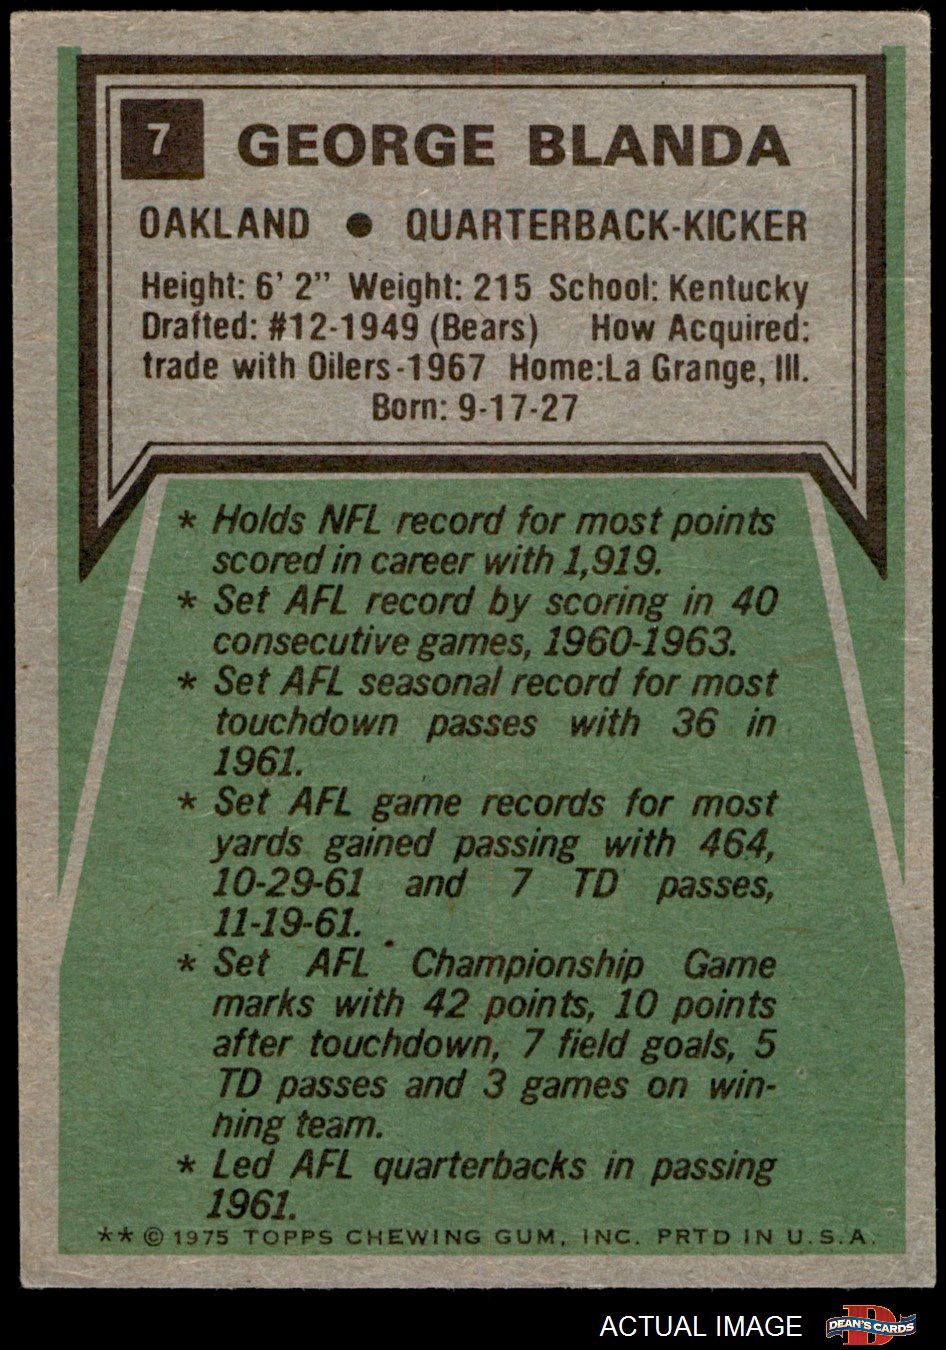 7
GEORGE BLANDA
OAKLAND ● QUARTERBACK-KICKER
Height: 6' 2" Weight: 215 School: Kentucky
Drafted: #12-1949 (Bears) How Acquired:
trade with Oilers-1967 Home:La Grange, Ill.
Born: 9-17-27
* Holds NFL record for most points
scored in career with 1,919.
* Set AFL record by scoring in 40
consecutive games, 1960-1963.
* Set AFL seasonal record for most
touchdown passes with 36 in
1961.
* Set AFL game records for most
yards gained passing with 464,
10-29-61 and 7 TD passes,
11-19-61.
* Set AFL Championship Game
marks with 42 points, 10 points
after touchdown, 7 field goals, 5
TD passes and 3 games on win-
ning team.
* Led AFL quarterbacks in passing
1961.
** © 1975 TOPPS CHEWING GUM, INC. PRTD IN U.S.A.
ACTUAL IMAGE
D
DEAN'S CARDS